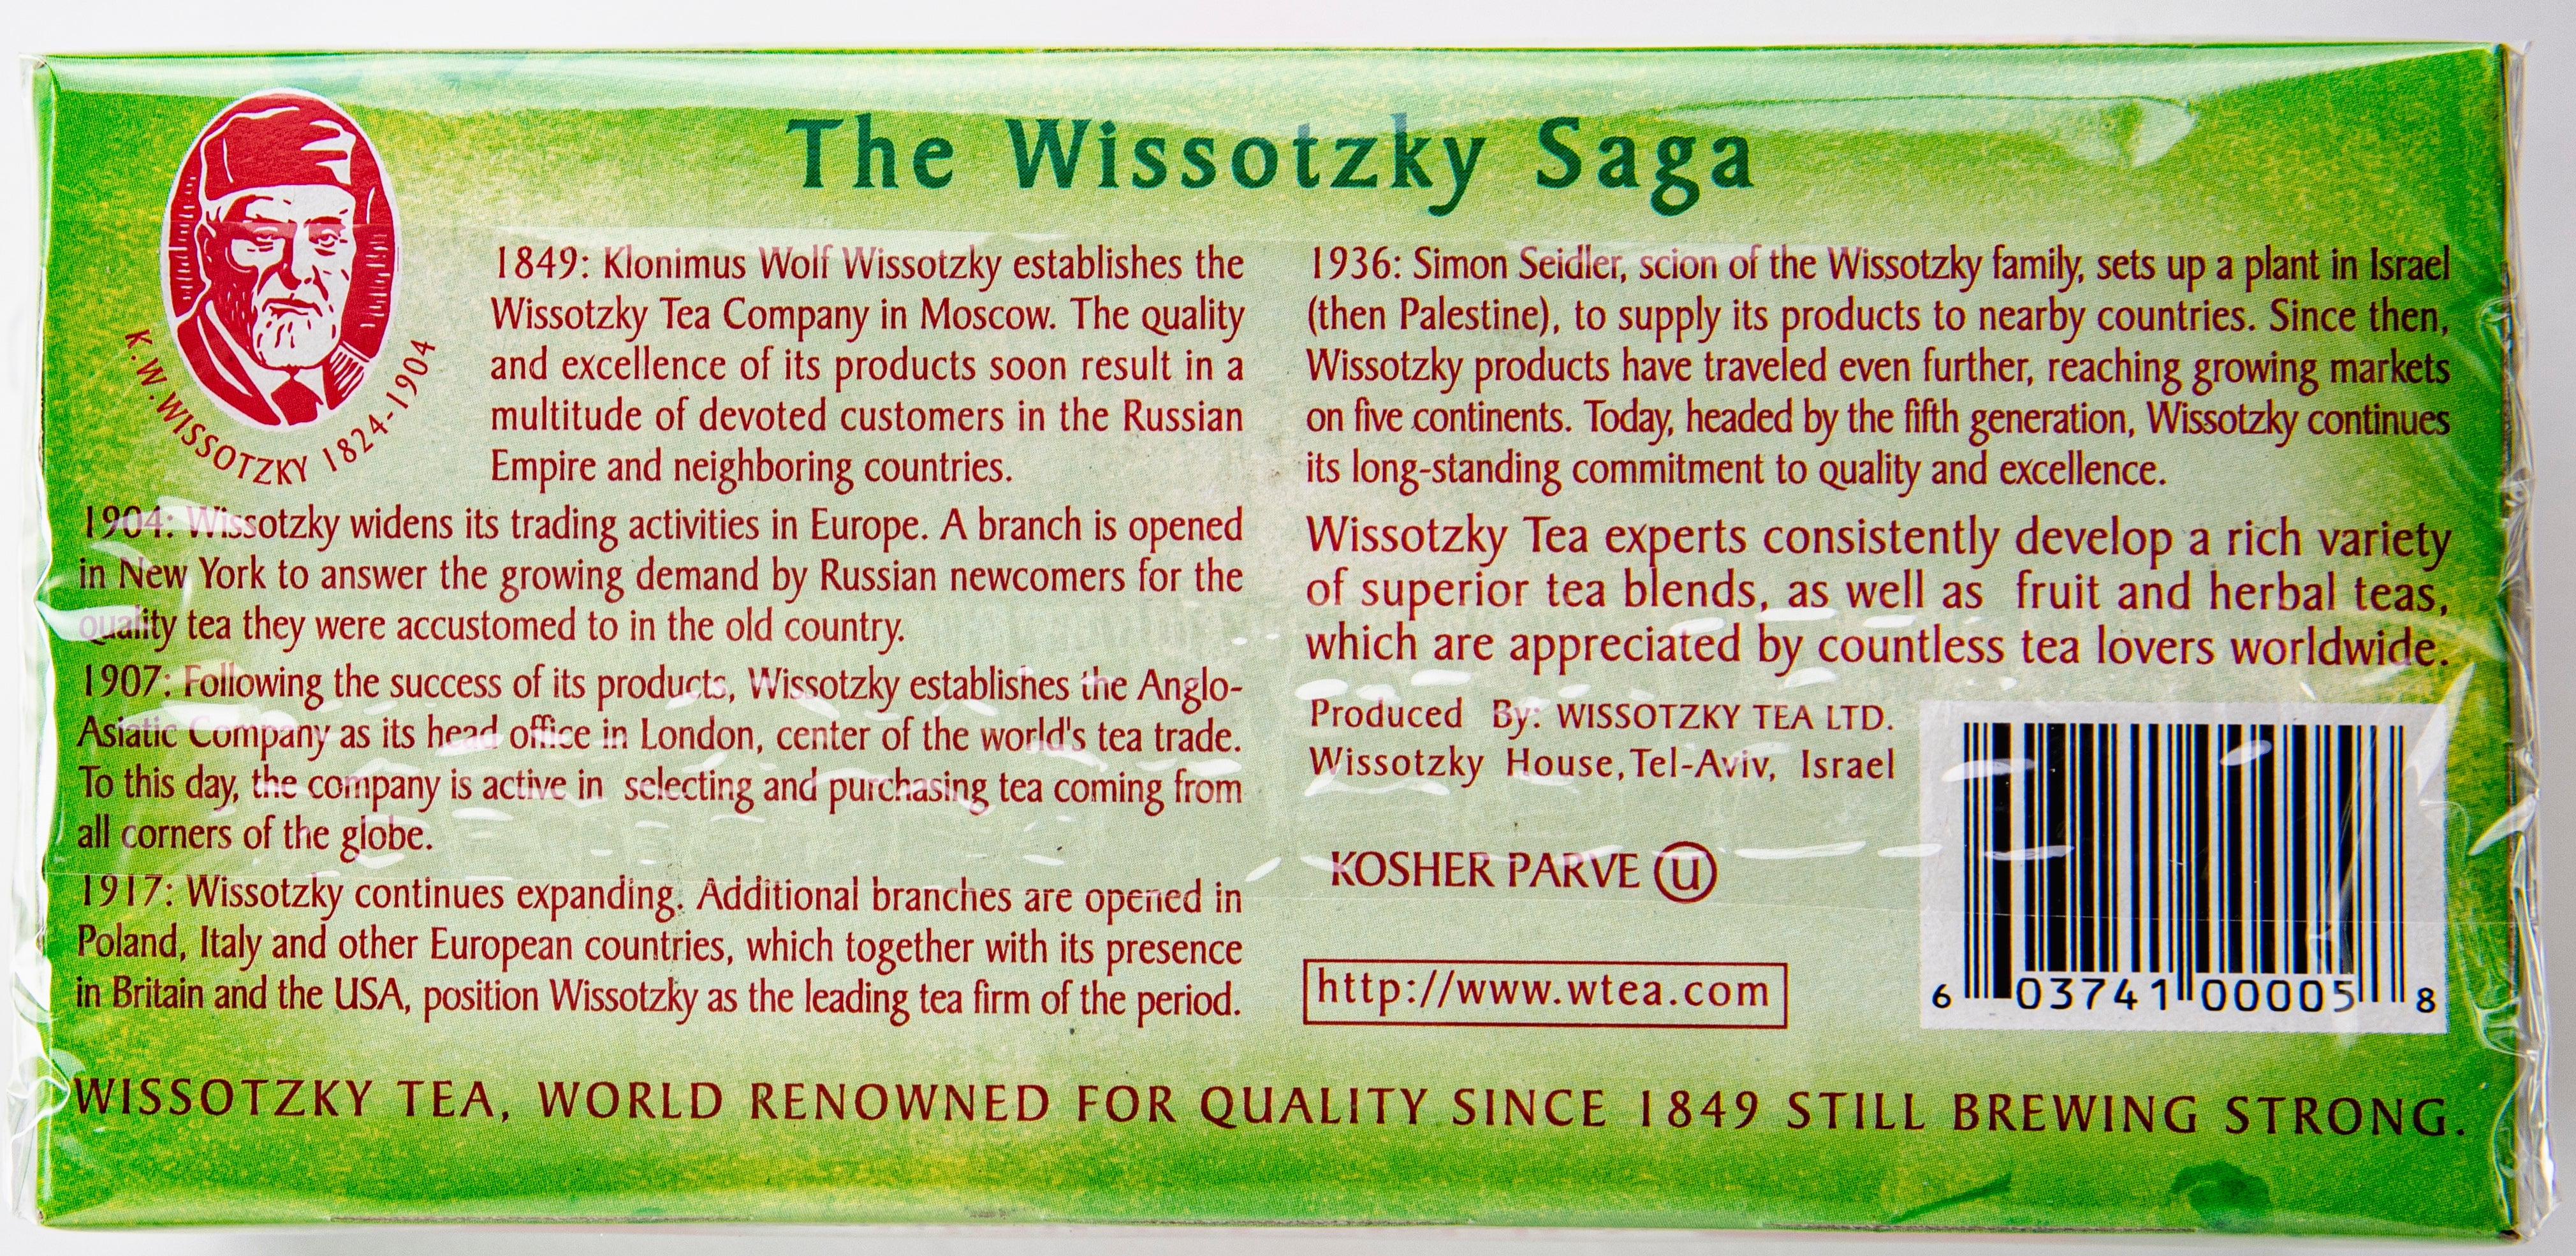 The Wissotzky Saga
K.W.WISSOTZKY 1824-1904
1849: Klonimus Wolf Wissotzky establishes the
Wissotzky Tea Company in Moscow. The quality
and excellence of its products soon result in a
multitude of devoted customers in the Russian
Empire and neighboring countries.
1904: Wissotzky widens its trading activities in Europe. A branch is opened
in New York to answer the growing demand by Russian newcomers for the
quality tea they were accustomed to in the old country.
1907: Following the success of its products, Wissotzky establishes the Anglo-
Asiatic Company as its head office in London, center of the world's tea trade.
To this day, the company is active in selecting and purchasing tea coming from
all corners of the globe.
1917: Wissotzky continues expanding. Additional branches are opened in
Poland, Italy and other European countries, which together with its presence
in Britain and the USA, position Wissotzky as the leading tea firm of the period.
1936: Simon Seidler, scion of the Wissotzky family, sets up a plant in Israel
(then Palestine), to supply its products to nearby countries. Since then,
Wissotzky products have traveled even further, reaching growing markets
on five continents. Today, headed by the fifth generation, Wissotzky continues
its long-standing commitment to quality and excellence.
Wissotzky Tea experts consistently develop a rich variety
of superior tea blends, as well as fruit and herbal teas,
which are appreciated by countless tea lovers worldwide.
Produced By: WISSOTZKY TEA LTD.
Wissotzky House, Tel-Aviv, Israel
KOSHER PARVE U
http://www.wtea.com
6 03741 00005 8
WISSOTZKY TEA, WORLD RENOWNED FOR QUALITY SINCE 1849 STILL BREWING STRONG.